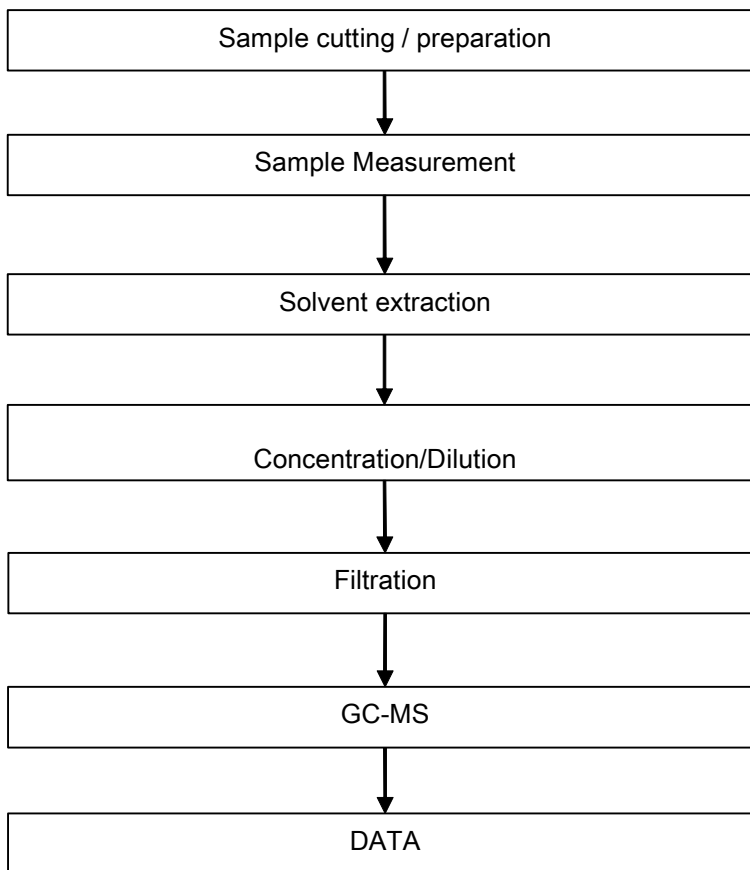 Sample cutting / preparation
Sample Measurement
Solvent extraction
Concentration/Dilution
Filtration
GC-MS
DATA